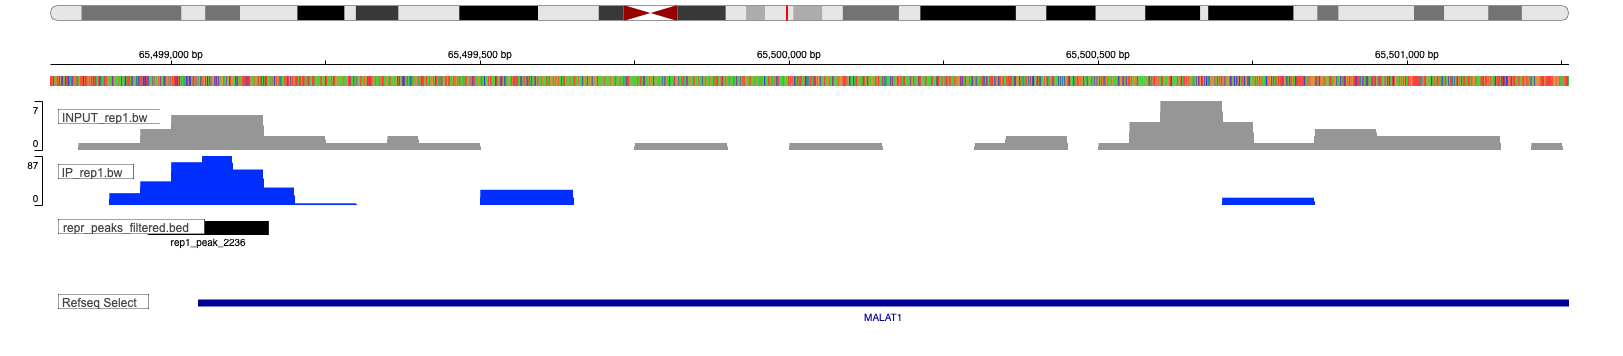 65,499,000 bp 65,499,500 bp 65,500,000 bp 65,500,500 bp 65,501,000 bp
7
INPUT_rep1.bw
0
87
IP_rep1.bw
0
repr_peaks_filtered.bed
rep1_peak_2236
Refseq Select
MALAT1